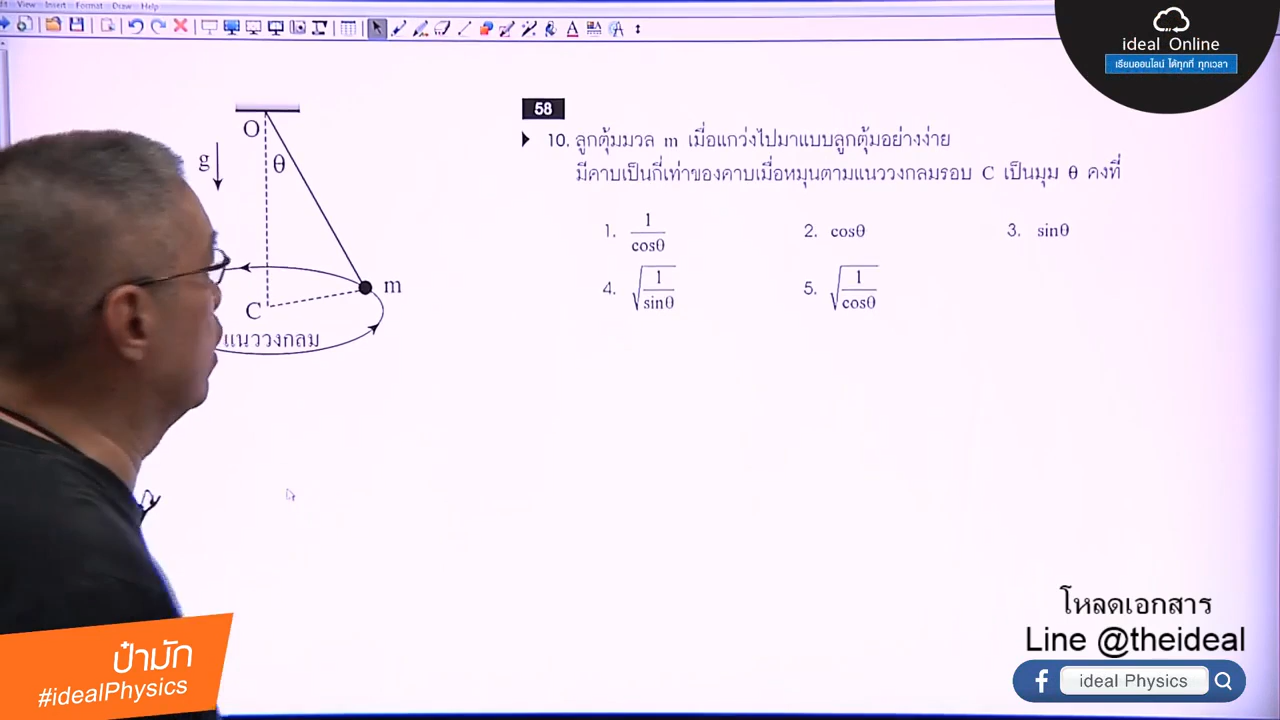 Edit View Insert Format Draw Help
ideal Online
เรียนออนไลน์ ได้ทุกที่ ทุกเวลา
58
10. ลูกตุ้มมวล m เมื่อแกว่งไปมาแบบลูกตุ้มอย่างง่าย
มีคาบเป็นกี่เท่าของคาบเมื่อหมุนตามแนววงกลมรอบ C เป็นมุม θ คงที่
1. 1/cosθ 2. cosθ 3. sinθ
4. √(1/sinθ) 5. √(1/cosθ)
O
g
θ
m
C
แนววงกลม
โหลดเอกสาร
Line @theideal
f ideal Physics
ป๋ามัก
#idealPhysics